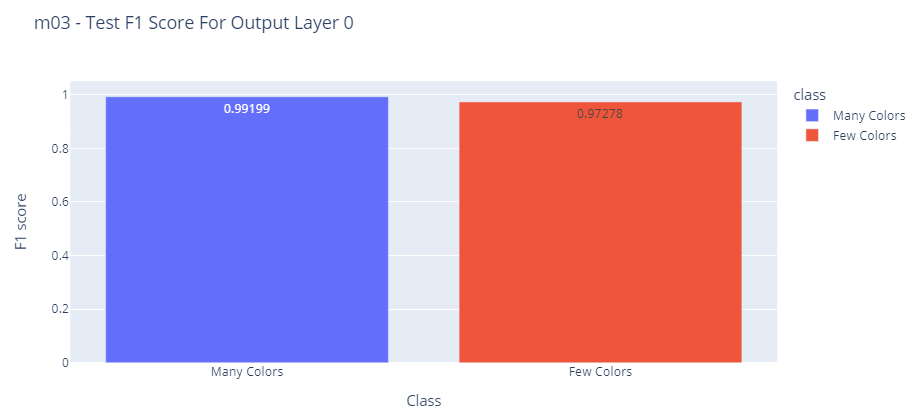 m03 - Test F1 Score For Output Layer 0
1
0.8
0.6
0.4
0.2
0
F1 score
0.99199
0.97278
Many Colors
Few Colors
Class
class
Many Colors
Few Colors